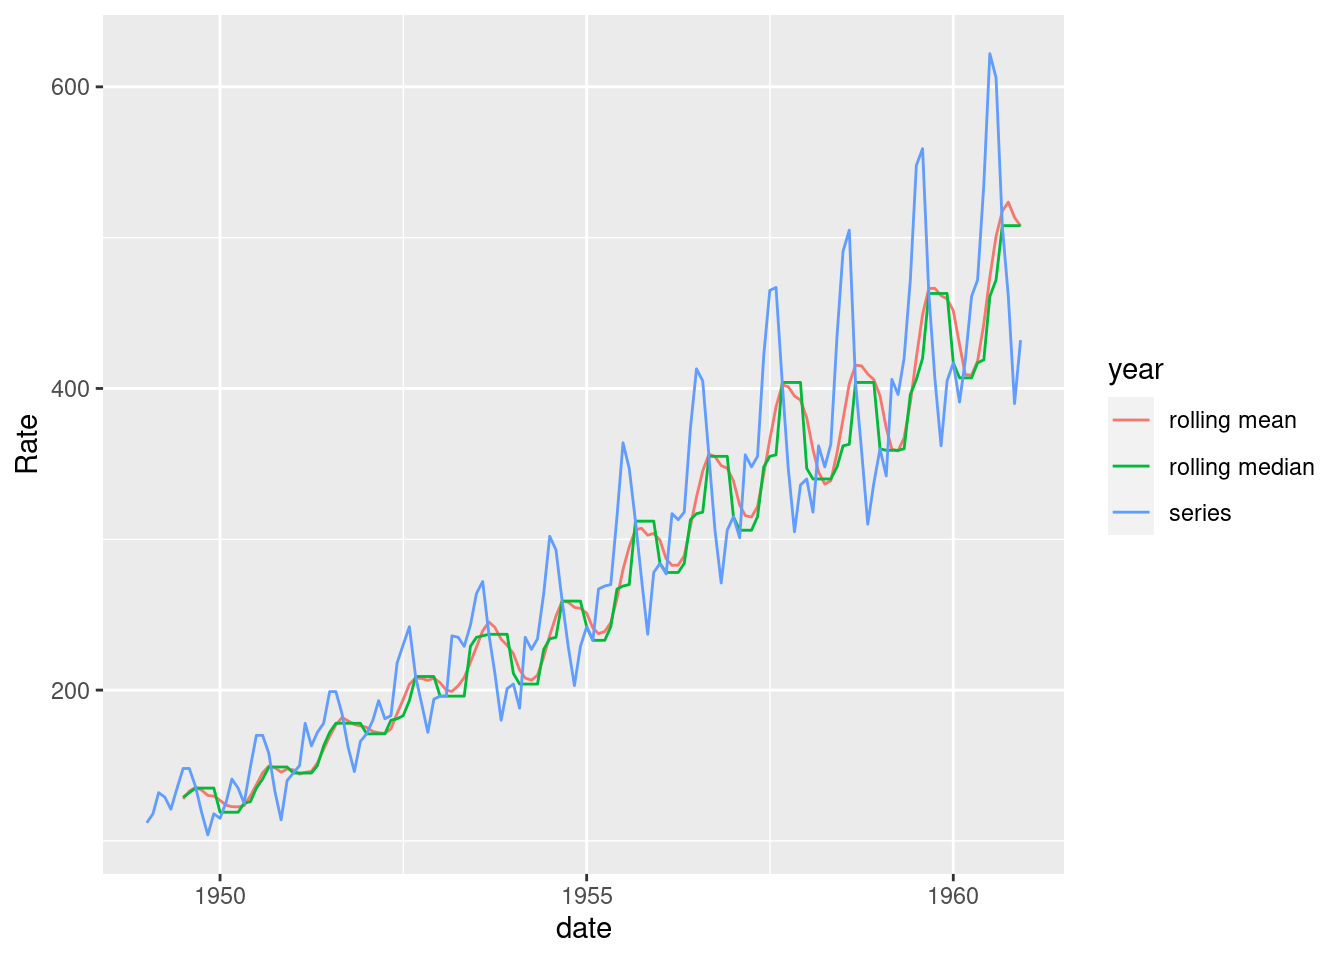 600
400
200
Rate
1950
1955
1960
date
year
rolling mean
rolling median
series